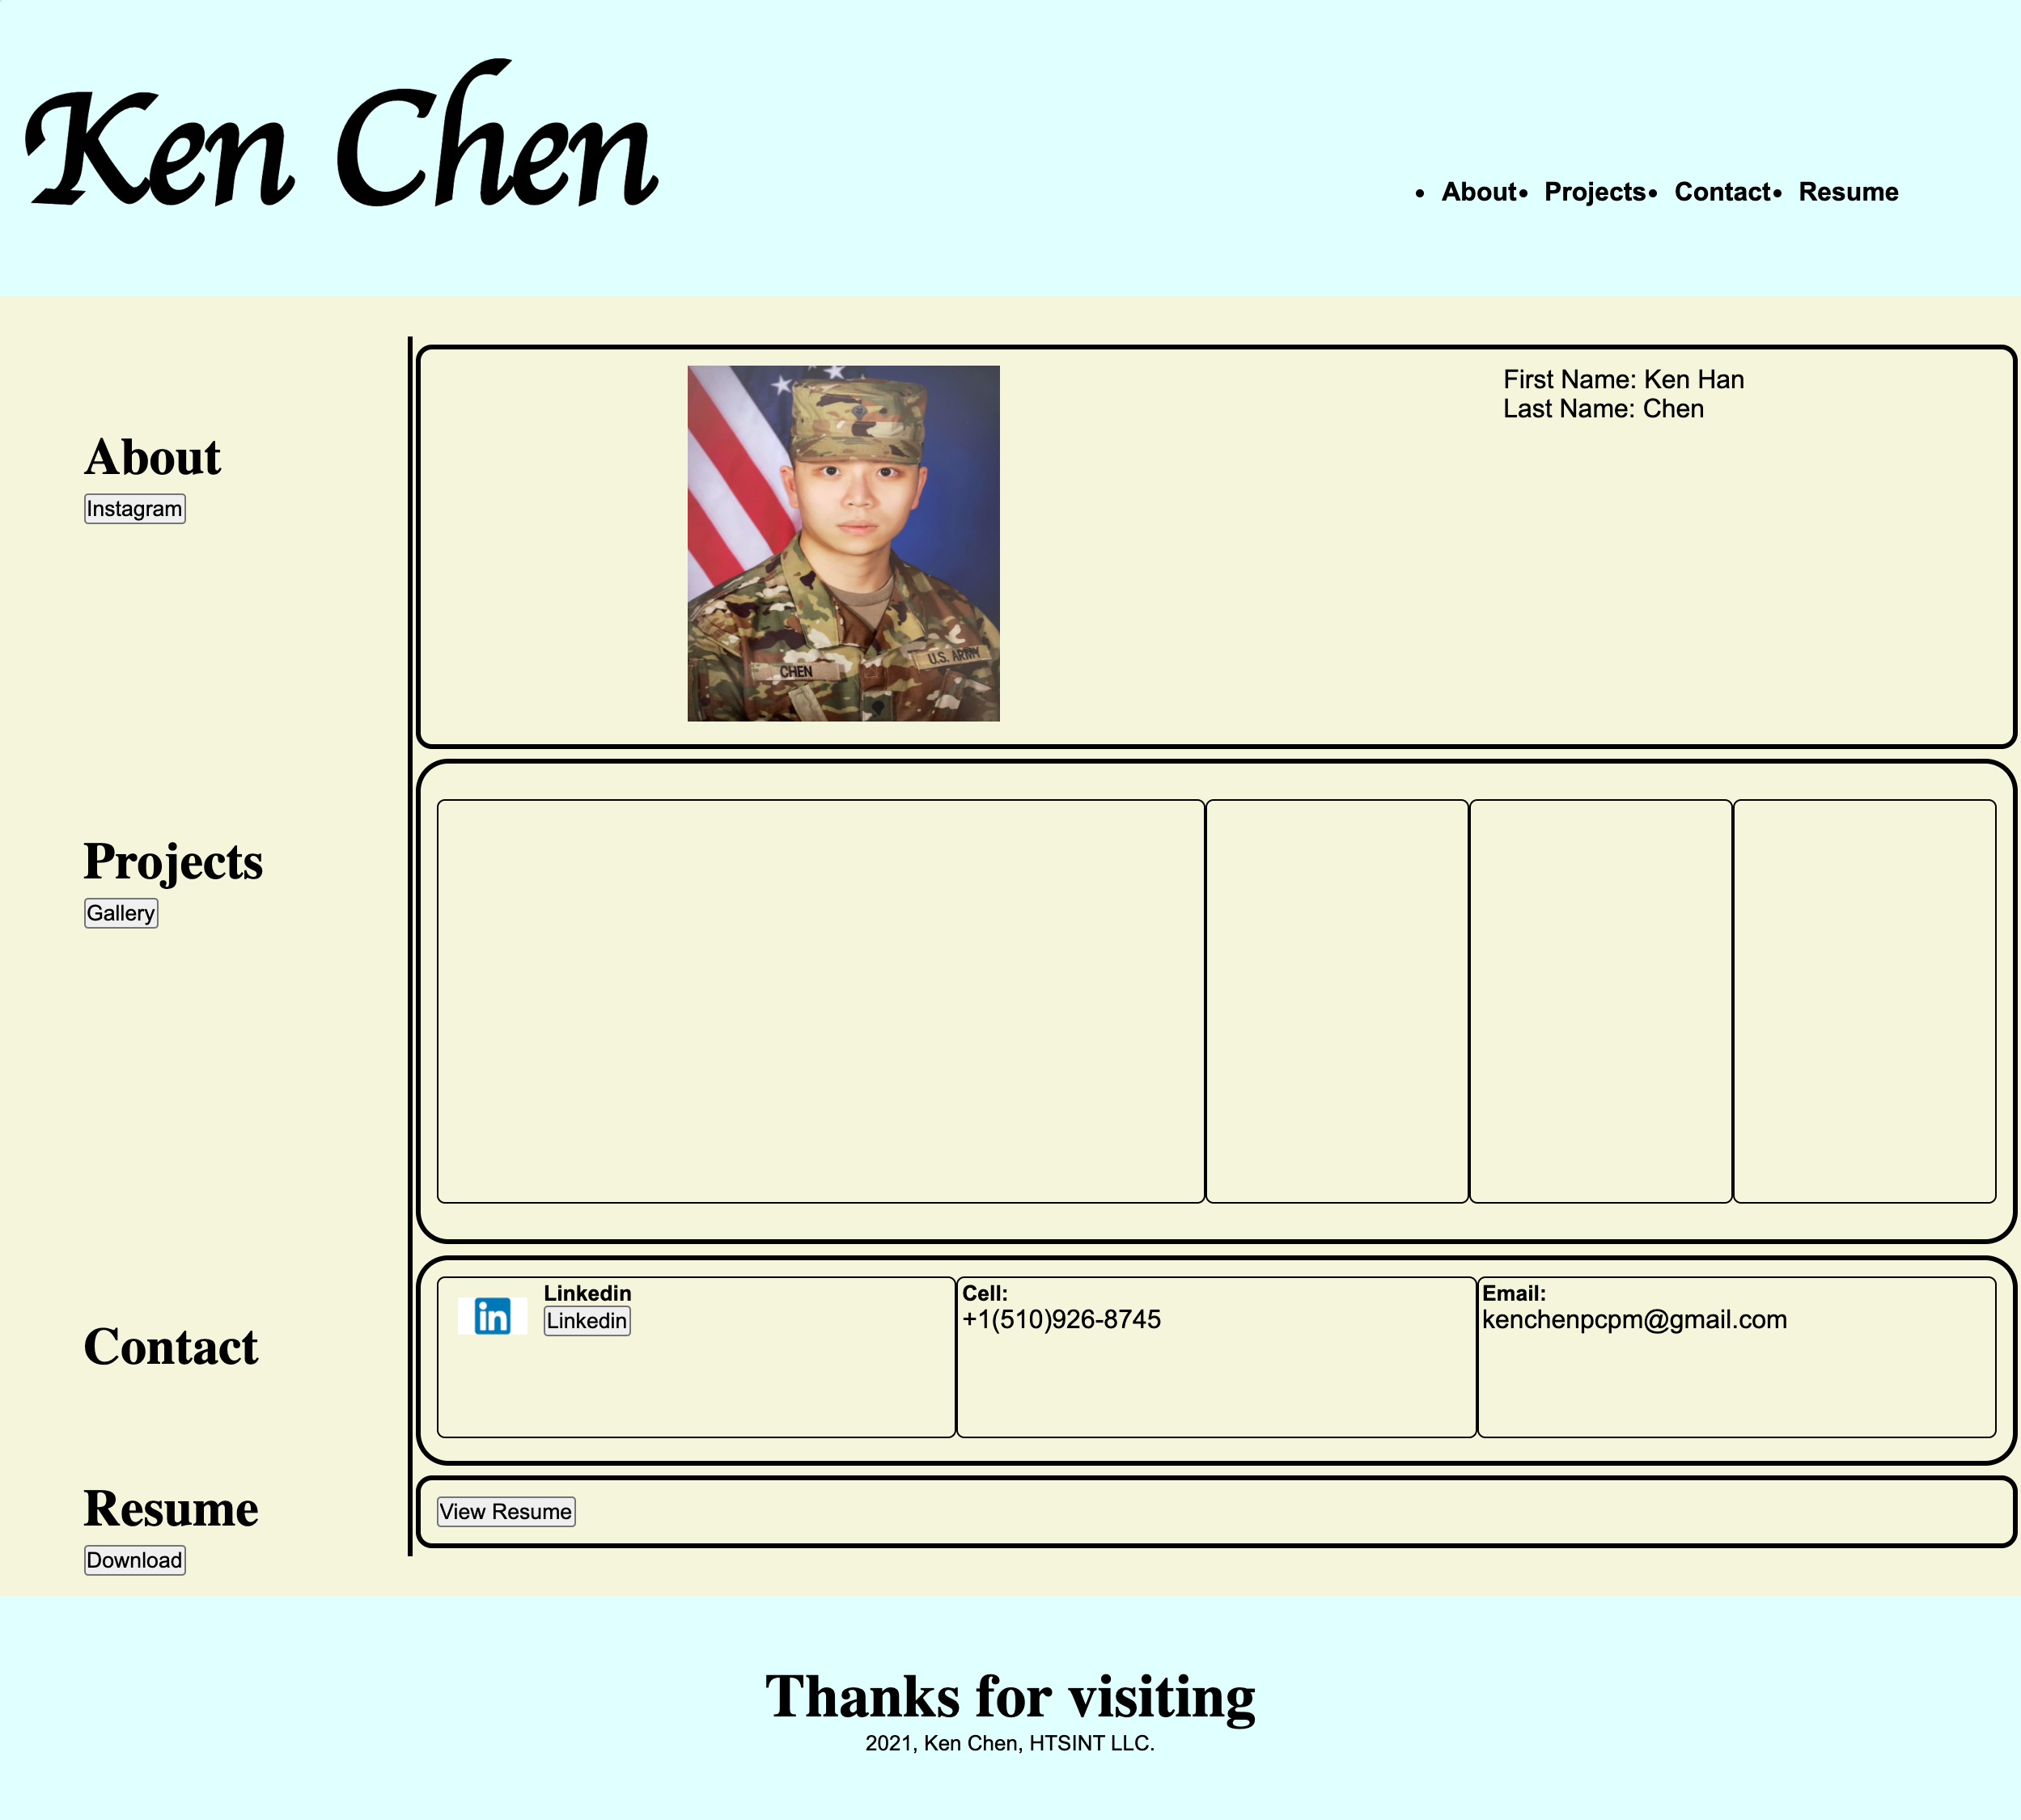 Ken Chen
• About• Projects• Contact• Resume
About
Instagram
First Name: Ken Han
Last Name: Chen
CHEN
U.S. ARMY
Projects
Gallery
Contact
in
Linkedin
Linkedin
Cell:
+1(510)926-8745
Email:
kenchenpcpm@gmail.com
Resume
Download
View Resume
Thanks for visiting
2021, Ken Chen, HTSINT LLC.